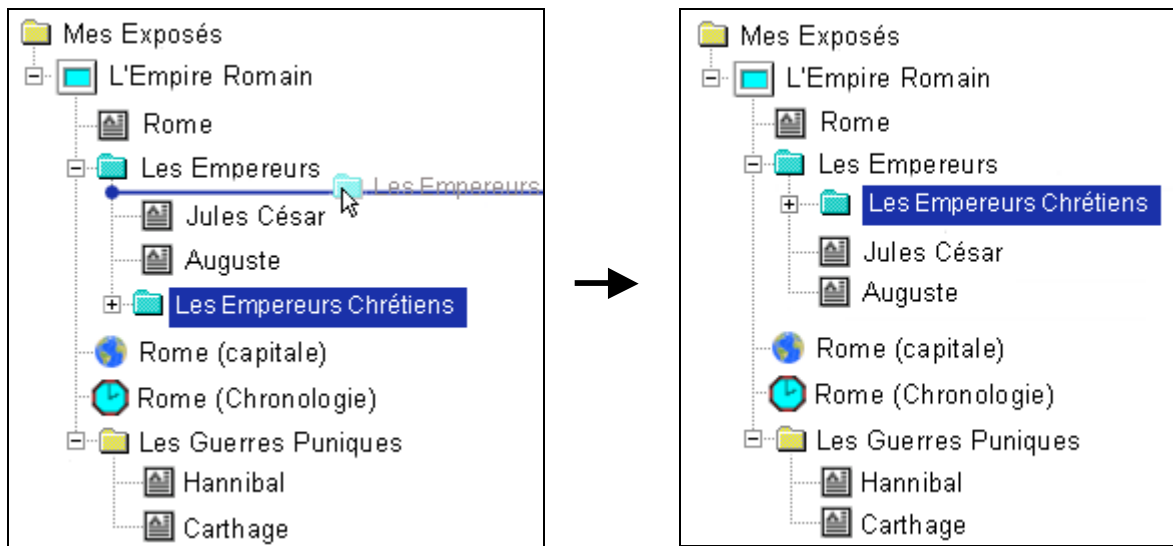 Mes Exposés
L'Empire Romain
Rome
Les Empereurs
Les Empereurs
Jules César
Auguste
Les Empereurs Chrétiens
Rome (capitale)
Rome (Chronologie)
Les Guerres Puniques
Hannibal
Carthage
Mes Exposés
L'Empire Romain
Rome
Les Empereurs
Les Empereurs Chrétiens
Jules César
Auguste
Rome (capitale)
Rome (Chronologie)
Les Guerres Puniques
Hannibal
Carthage